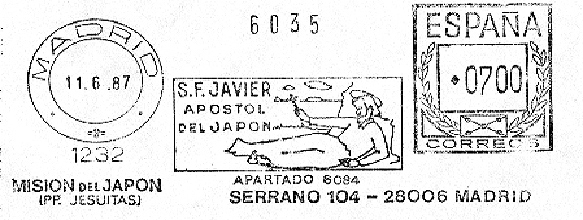 6035
MADRID
11.6.87
1232
MISION DEL JAPON
(PP. JESUITAS)
S.F. JAVIER
APOSTOL
DEL JAPON
APARTADO 6084
SERRANO 104 - 28006 MADRID
ESPAÑA
0700
CORREOS